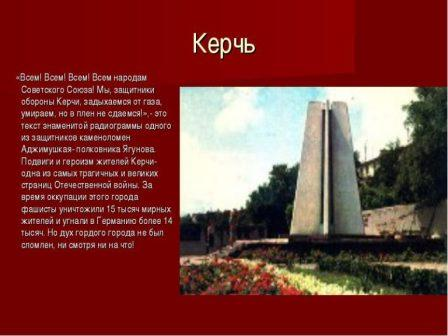 Керчь
«Всем! Всем! Всем! Всем народам
Советского Союза! Мы, защитники
обороны Керчи, задыхаемся от газа,
умираем, но в плен не сдаемся!»,- это
текст знаменитой радиограммы одного
из защитников каменоломен
Аджимушкая- полковника Ягунова.
Подвиги и героизм жителей Керчи-
одна из самых трагичных и великих
страниц Отечественной войны. За
время оккупации этого города
фашисты уничтожили 15 тысяч мирных
жителей и угнали в Германию более 14
тысяч. Но дух гордого города не был
сломлен, ни смотря ни на что!